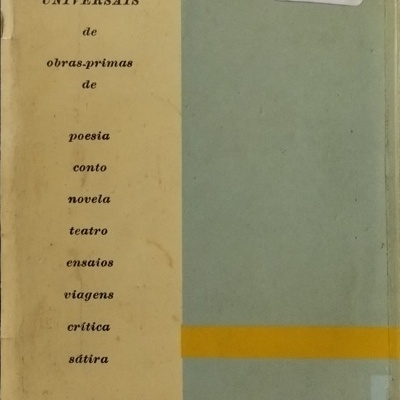 UNIVERSAIS
de
obras-primas
de
poesia
conto
novela
teatro
ensaios
viagens
crítica
sátira